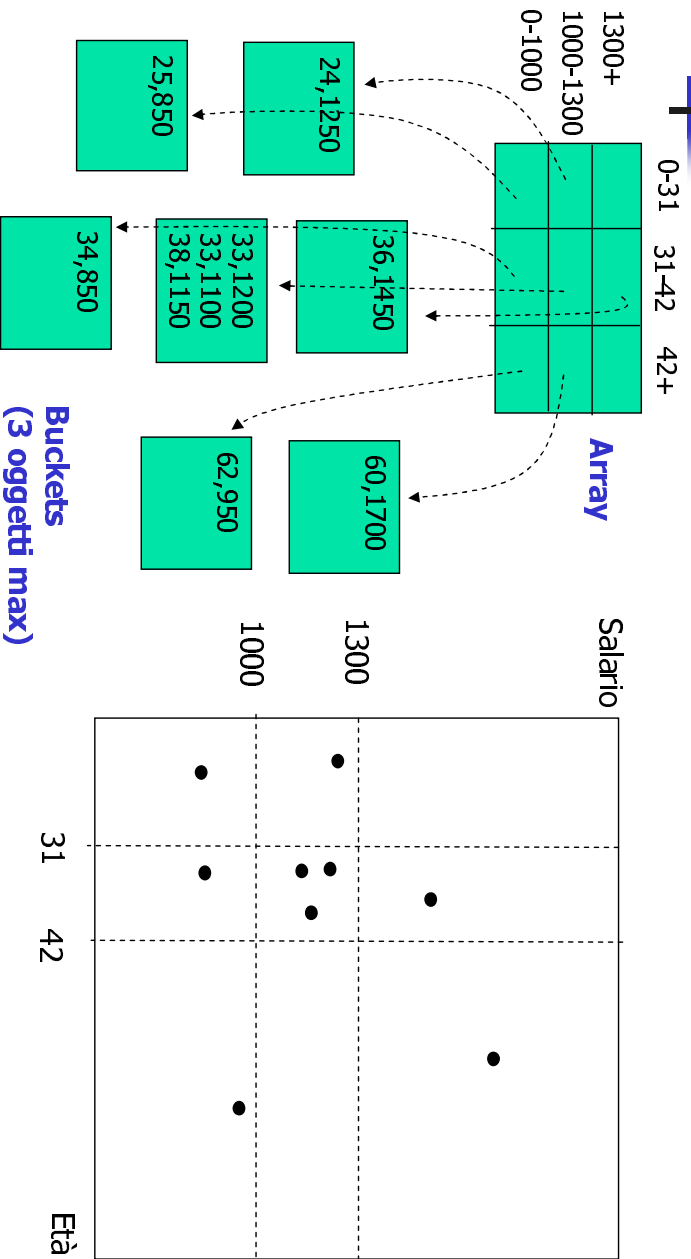 0-31 31-42 42+
1300+
1000-1300
0-1000
Array
24,1250
25,850
36,1450
33,1200
33,1100
38,1150
34,850
60,1700
62,950
Buckets
(3 oggetti max)
Salario
1300
1000
31 42
Età